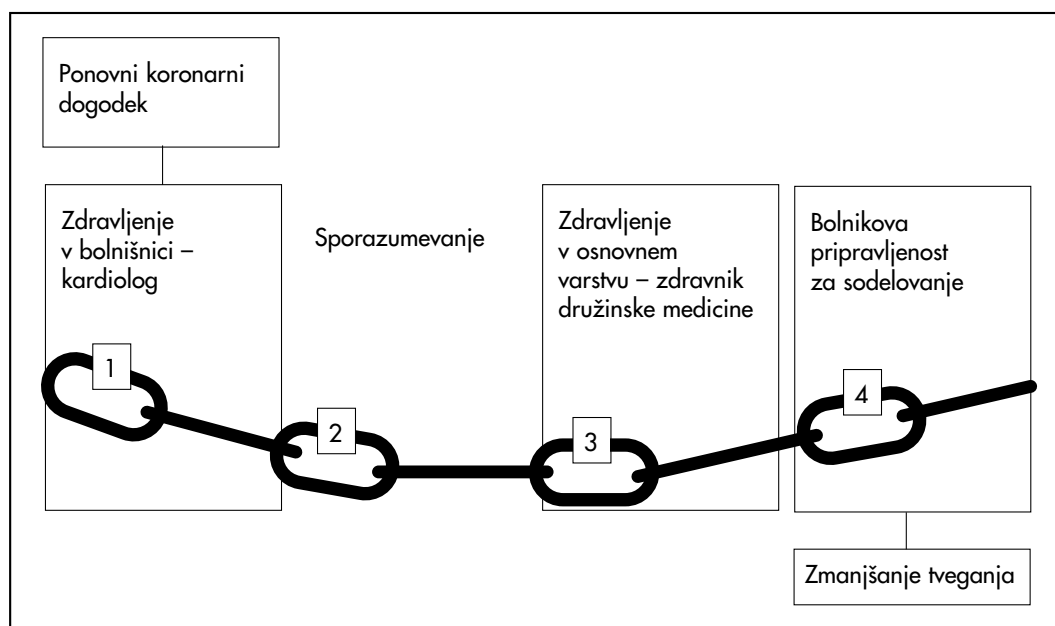 Ponovni koronarni
dogodek
Zdravljenje
v bolnišnici –
kardiolog
Sporazumevanje
Zdravljenje
v osnovnem
varstvu – zdravnik
družinske medicine
Bolnikova
pripravljenost
za sodelovanje
1
2
3
4
Zmanjšanje tveganja